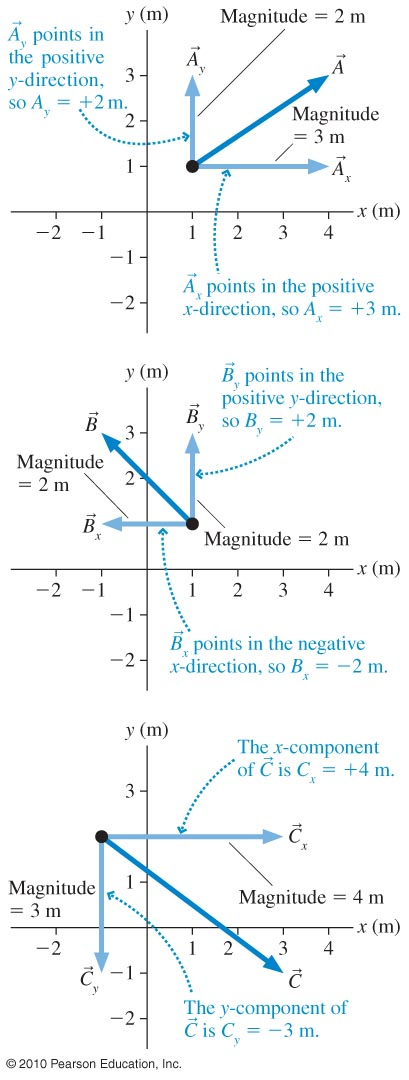 y (m)
Magnitude = 2 m
A⃗y points in
the positive
y-direction,
so Ay = +2 m.
A⃗y
A⃗
3
2
1
Magnitude
= 3 m
A⃗x
x (m)
−2 −1 1 2 3 4
−1
−2
A⃗x points in the positive
x-direction, so Ax = +3 m.
y (m)
B⃗y points in the
positive y-direction,
so By = +2 m.
B⃗
B⃗y
3
2
Magnitude
= 2 m
B⃗x
Magnitude = 2 m
x (m)
−2 −1 1 2 3 4
−1
−2
B⃗x points in the negative
x-direction, so Bx = −2 m.
y (m)
The x-component
of C⃗ is Cx = +4 m.
3
C⃗x
1
Magnitude
= 3 m
Magnitude = 4 m
x (m)
−2 1 2 3 4
−1
−2
C⃗y
C⃗
The y-component of
C⃗ is Cy = −3 m.
© 2010 Pearson Education, Inc.